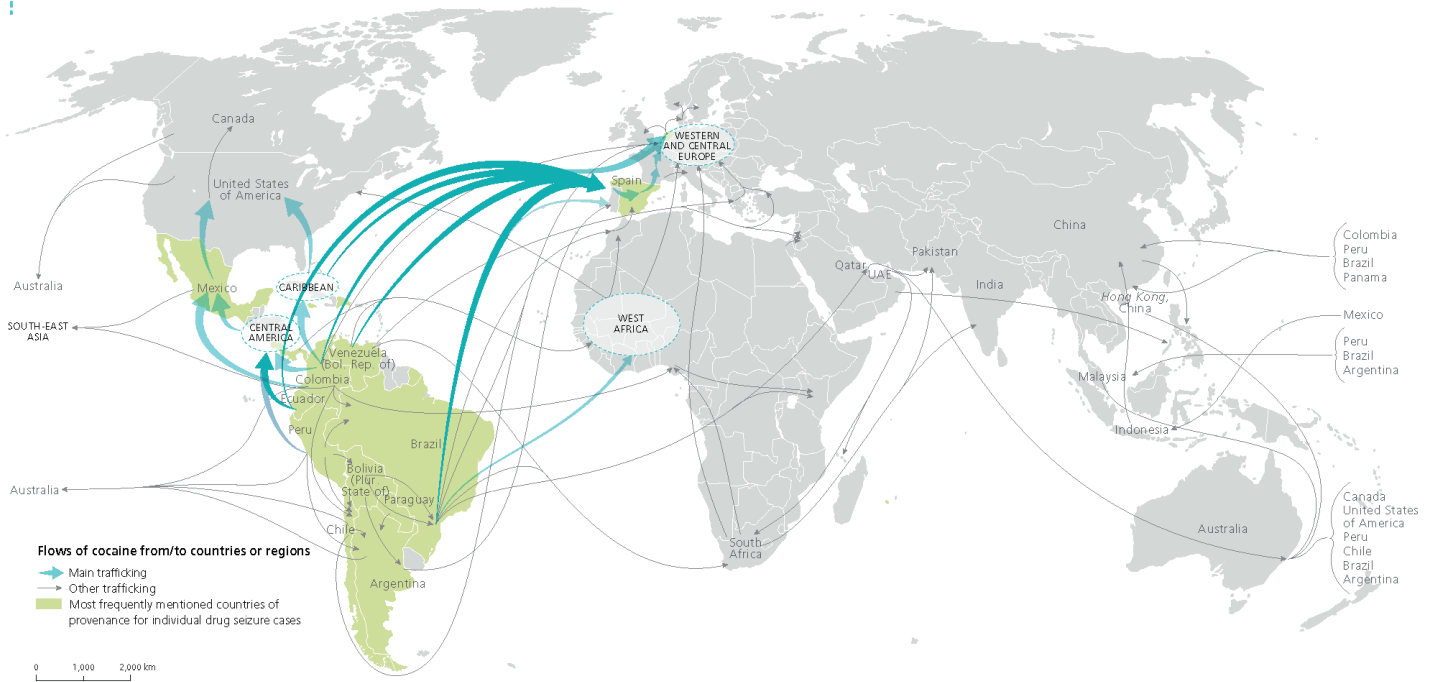 Canada
United States
of America
WESTERN
AND CENTRAL
EUROPE
Spain
China
Pakistan
Qatar
UAE
India
Hong Kong,
China
Colombia
Peru
Brazil
Panama
Mexico
Peru
Brazil
Argentina
Australia
SOUTH-EAST
ASIA
Mexico
CARIBBEAN
CENTRAL
AMERICA
WEST
AFRICA
Venezuela
(Bol. Rep. of)
Colombia
Ecuador
Peru
Brazil
Bolivia
(Plur.
State of)
Paraguay
Chile
Argentina
Malaysia
Indonesia
Australia
South
Africa
Australia
Canada
United States
of America
Peru
Chile
Brazil
Argentina
Flows of cocaine from/to countries or regions
Main trafficking
Other trafficking
Most frequently mentioned countries of
provenance for individual drug seizure cases
0 1,000 2,000 km